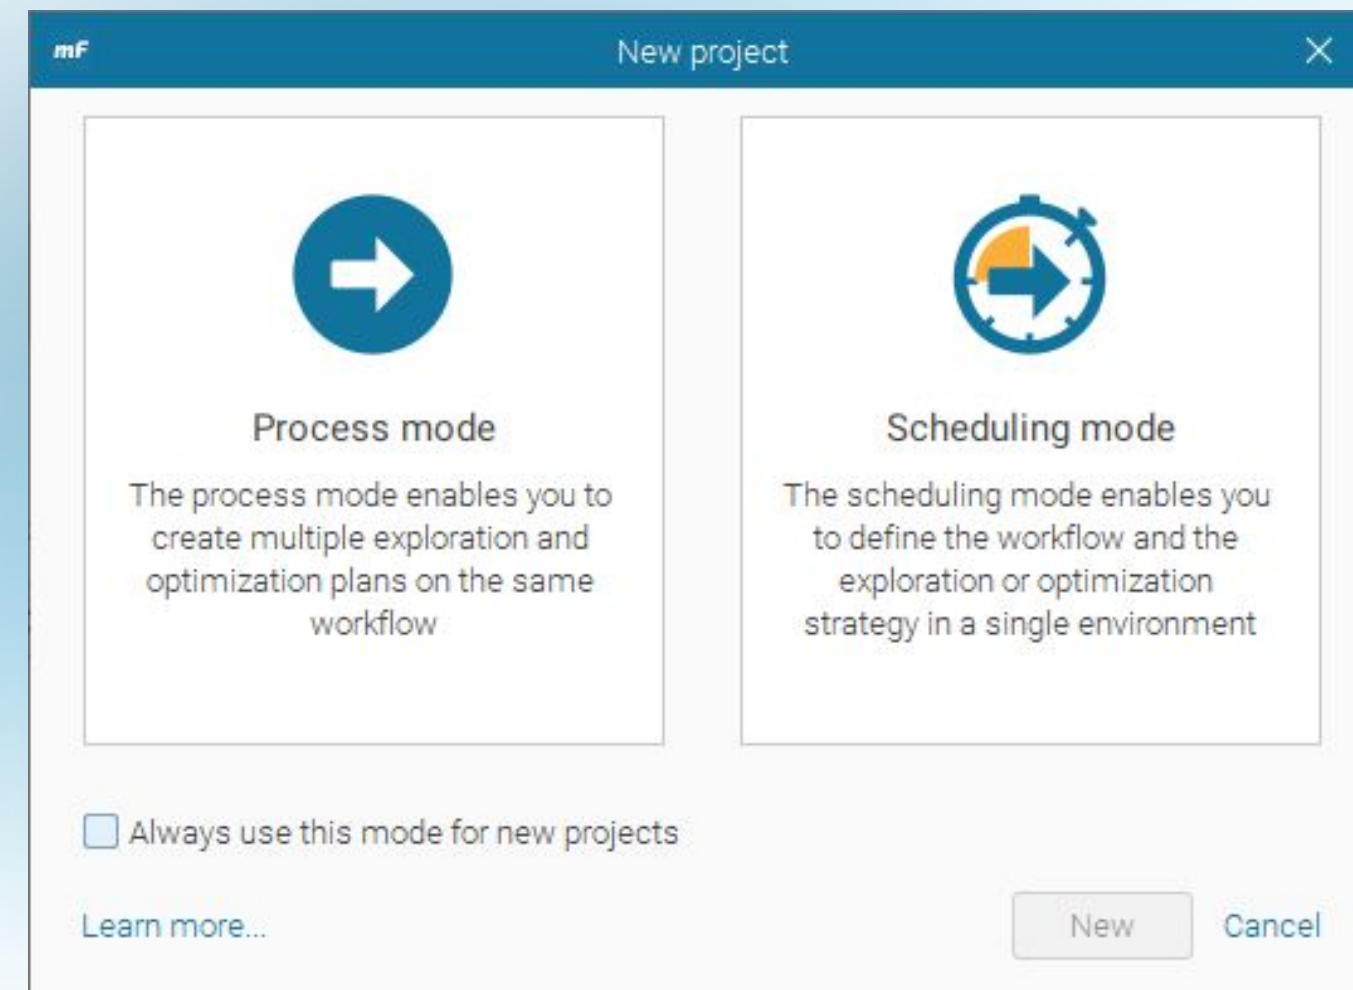 mF
New project
Process mode
The process mode enables you to
create multiple exploration and
optimization plans on the same
workflow
Scheduling mode
The scheduling mode enables you
to define the workflow and the
exploration or optimization
strategy in a single environment
Always use this mode for new projects
Learn more...
New
Cancel